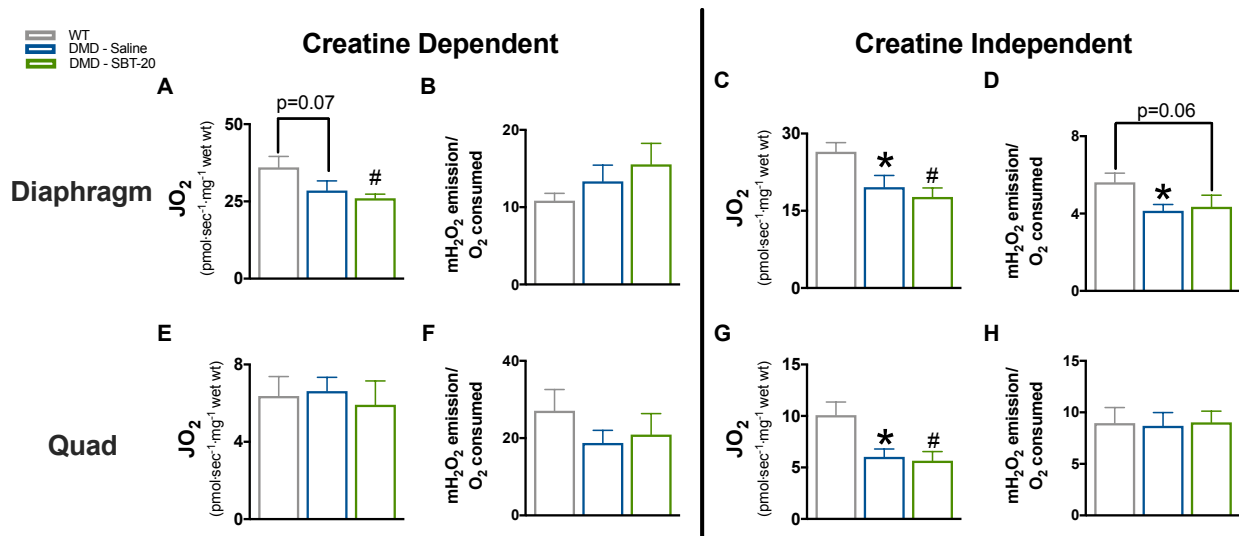 WT
DMD - Saline
DMD - SBT-20
Creatine Dependent
Creatine Independent
A
B
C
D
p=0.07
p=0.06
Diaphragm
JO₂
(pmol·sec⁻¹·mg⁻¹ wet wt)
50
25
0
#
mH₂O₂ emission/
O₂ consumed
20
10
0
JO₂
(pmol·sec⁻¹·mg⁻¹ wet wt)
30
15
0
*
#
mH₂O₂ emission/
O₂ consumed
8
4
0
*
E
F
G
H
Quad
JO₂
(pmol·sec⁻¹·mg⁻¹ wet wt)
8
4
0
mH₂O₂ emission/
O₂ consumed
40
20
0
JO₂
(pmol·sec⁻¹·mg⁻¹ wet wt)
15
10
5
0
*
#
mH₂O₂ emission/
O₂ consumed
15
10
5
0